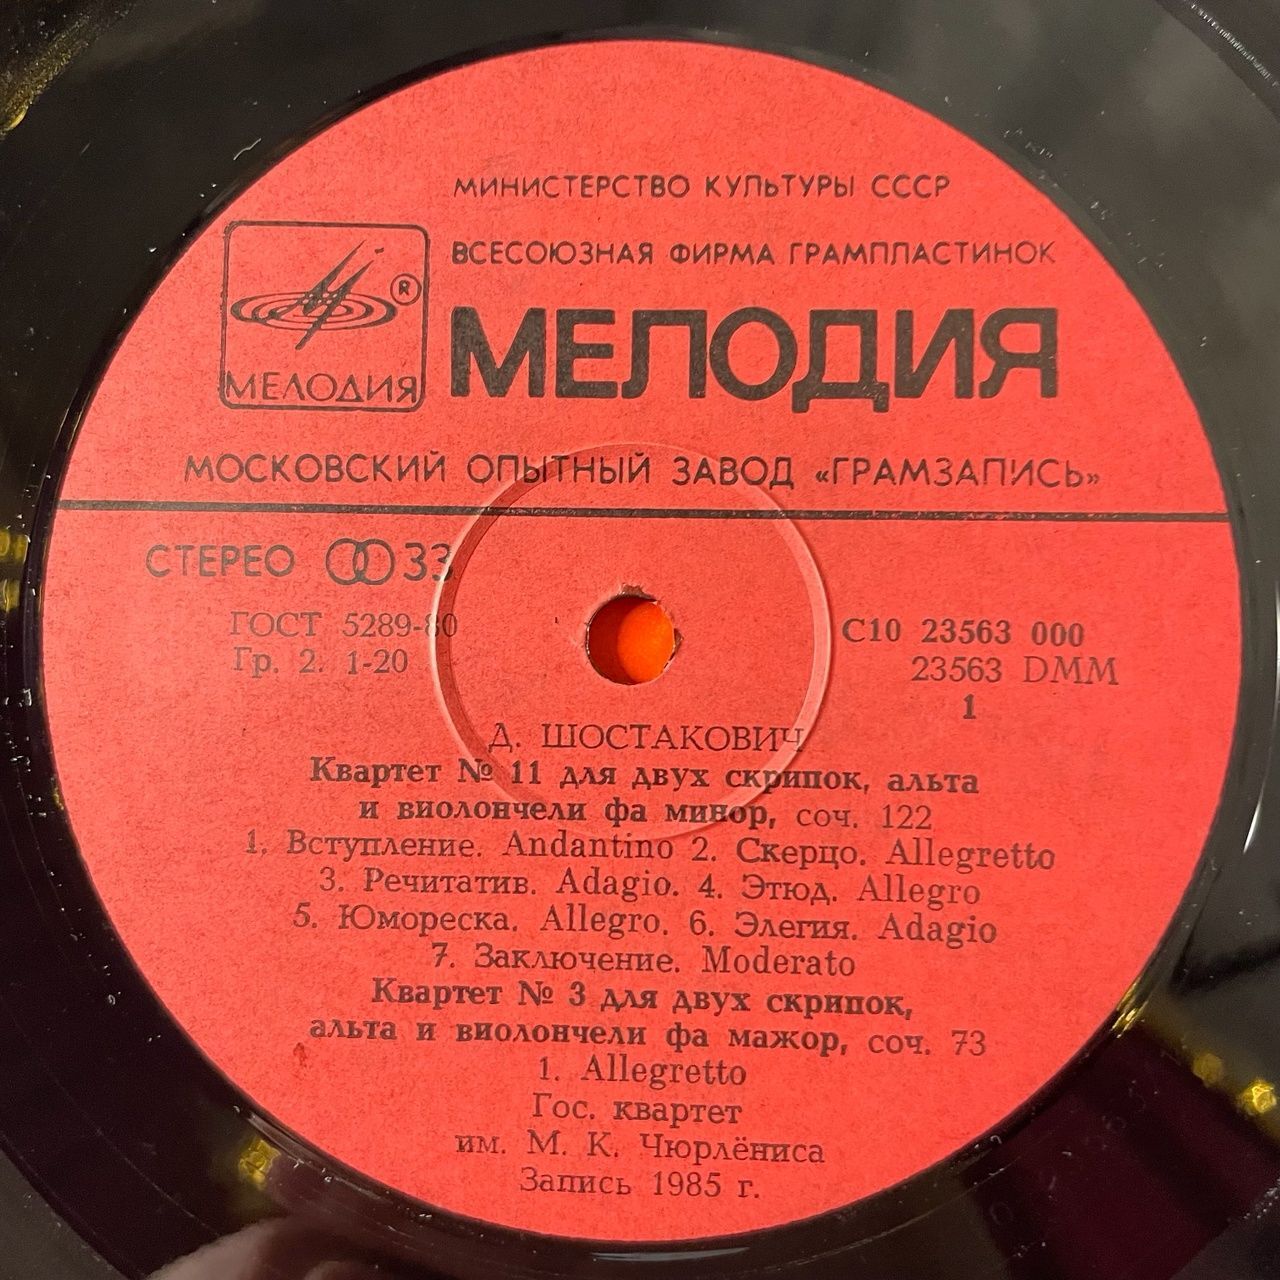 МИНИСТЕРСТВО КУЛЬТУРЫ СССР
ВСЕСОЮЗНАЯ ФИРМА ГРАМПЛАСТИНОК
®
МЕЛОДИЯ
МЕЛОДИЯ
МОСКОВСКИЙ ОПЫТНЫЙ ЗАВОД «ГРАМЗАПИСЬ»
СТЕРЕО 33
ГОСТ 5289-80
Гр. 2. 1-20
С10 23563 000
23563 DMM
1
Д. ШОСТАКОВИЧ
Квартет № 11 для двух скрипок, альта
и виолончели фа минор, соч. 122
1. Вступление. Andantino 2. Скерцо. Allegretto
3. Речитатив. Adagio. 4. Этюд. Allegro
5. Юмореска. Allegro. 6. Элегия. Adagio
7. Заключение. Moderato
Квартет № 3 для двух скрипок,
альта и виолончели фа мажор, соч. 73
1. Allegretto
Гос. квартет
им. М. К. Чюрлёниса
Запись 1985 г.